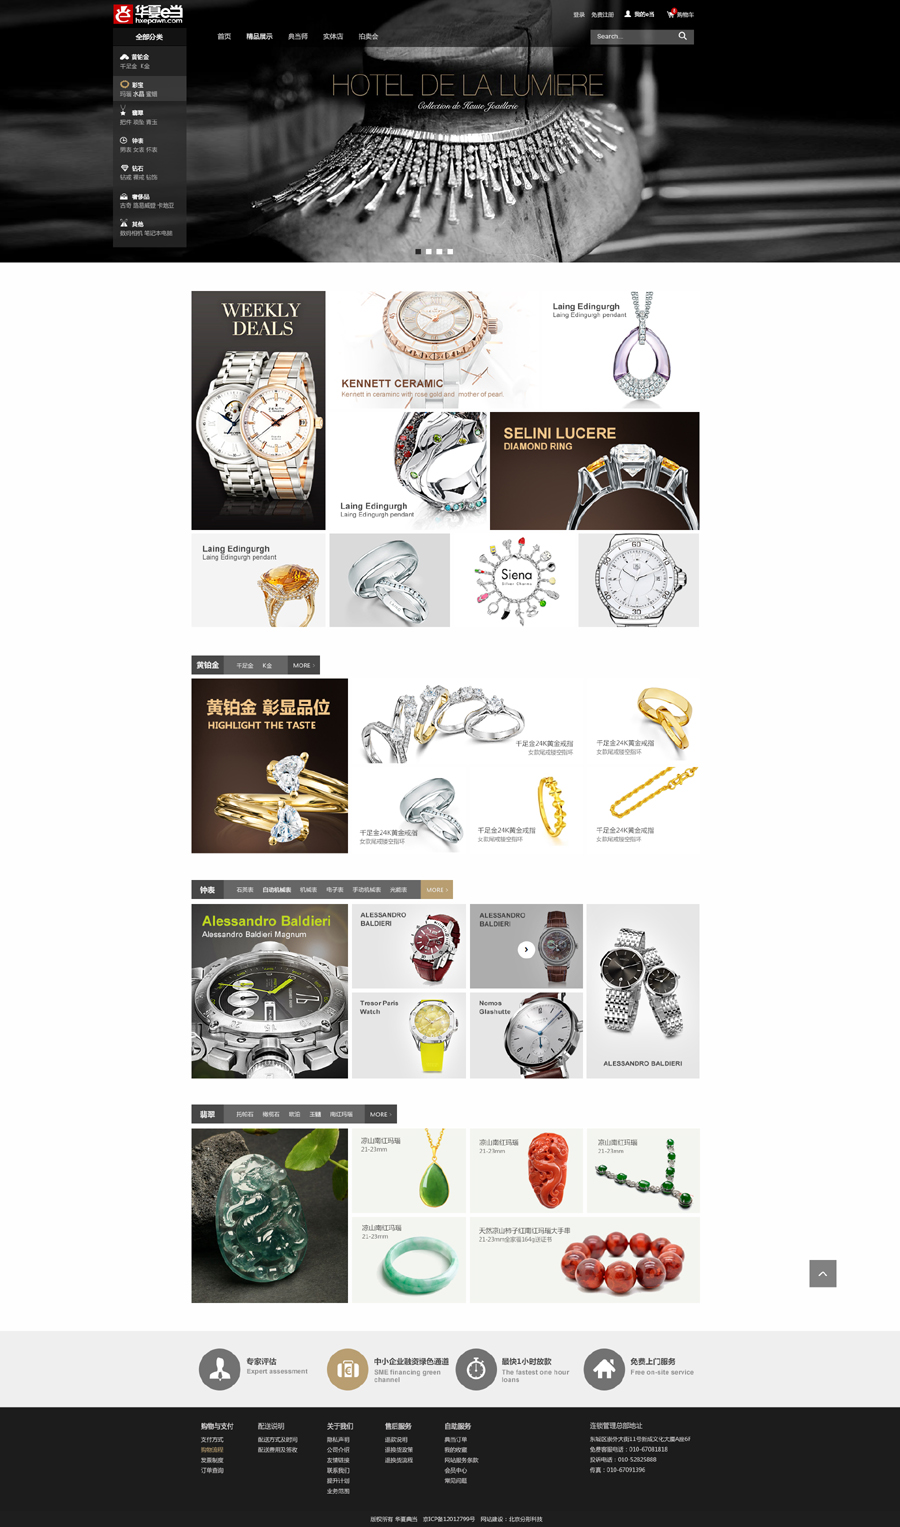 华夏e当
hxepawn.com
登录 免费注册 我的e当 购物车
全部分类
首页 精品展示 典当师 实体店 拍卖会
Search...
黄铂金
千足金 K金
彩宝
玛瑙 水晶 蜜蜡
翡翠
把件 项坠 青玉
钟表
男表 女表 怀表
钻石
钻戒 裸戒 钻饰
奢侈品
古奇 路易威登 卡地亚
其他
数码相机 笔记本电脑
HOTEL DE LA LUMIERE
Collection de Haute Joaillerie
WEEKLY
DEALS
KENNETT CERAMIC
Kennett in ceraminc with rose gold and mother of pearl.
Laing Edingurgh
Laing Edingurgh pendant
Laing Edingurgh
Laing Edingurgh pendant
SELINI LUCERE
DIAMOND RING
Laing Edingurgh
Laing Edingurgh pendant
Siena
Silver Charms
黄铂金 千足金 K金 MORE
黄铂金 彰显品位
HIGHLIGHT THE TASTE
千足金24K黄金戒指
女款尾戒镂空指环
千足金24K黄金戒指
女款尾戒镂空指环
千足金24K黄金戒指
女款尾戒镂空指环
千足金24K黄金戒指
女款尾戒镂空指环
千足金24K黄金戒指
女款尾戒镂空指环
钟表 石英表 自动机械表 机械表 电子表 手动机械表 光能表 MORE
Alessandro Baldieri
Alessandro Baldieri Magnum
ALESSANDRO
BALDIERI
ALESSANDRO
BALDIERI
Tresor Paris
Watch
Nomos
Glashutte
ALESSANDRO BALDIERI
翡翠 托帕石 橄榄石 欧泊 玉髓 南红玛瑙 MORE
凉山南红玛瑙
21-23mm
凉山南红玛瑙
21-23mm
凉山南红玛瑙
21-23mm
凉山南红玛瑙
21-23mm
天然凉山柿子红南红玛瑙大手串
21-23mm全家福164g送证书
专家评估
Expert assessment
中小企业融资绿色通道
SME financing green
channel
最快1小时放款
The fastest one hour
loans
免费上门服务
Free on-site service
购物与支付
支付方式
购物流程
发票制度
订单查询
配送说明
配送方式及时间
配送费用及签收
关于我们
隐私声明
公司介绍
友情链接
联系我们
提升计划
业务范围
售后服务
退款说明
退换货政策
退换货流程
自助服务
典当订单
我的收藏
网站服务条款
会员中心
常见问题
连锁管理总部地址
东城区崇外大街11号新成文化大厦A座6F
免费客服电话：010-67081818
投诉电话：010-52825888
传真：010-67091396
版权所有 华夏典当 京ICP备12012799号 网站建设：北京分形科技